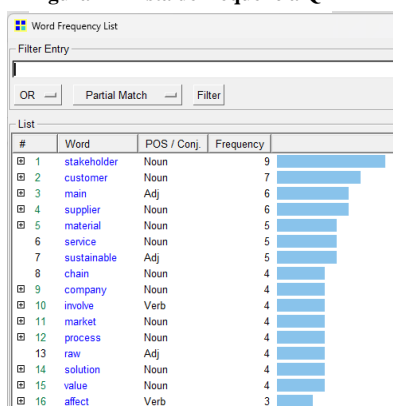 Word Frequency List
Filter Entry
OR Partial Match Filter
List
# Word POS / Conj. Frequency
1 stakeholder Noun 9
2 customer Noun 7
3 main Adj 6
4 supplier Noun 6
5 material Noun 5
6 service Noun 5
7 sustainable Adj 5
8 chain Noun 4
9 company Noun 4
10 involve Verb 4
11 market Noun 4
12 process Noun 4
13 raw Adj 4
14 solution Noun 4
15 value Noun 4
16 affect Verb 3